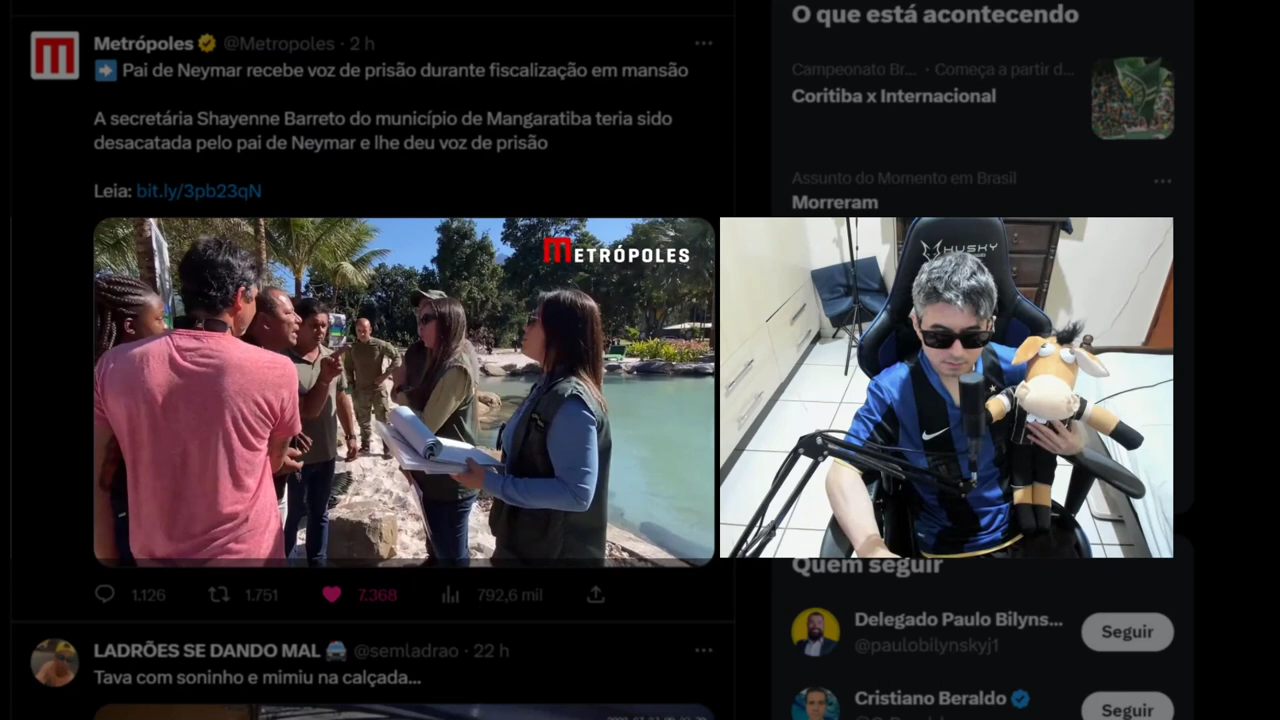 O que está acontecendo
Metrópoles @Metropoles · 2 h
➡ Pai de Neymar recebe voz de prisão durante fiscalização em mansão
A secretária Shayenne Barreto do município de Mangaratiba teria sido
desacatada pelo pai de Neymar e lhe deu voz de prisão
Leia: bit.ly/3pb23qN
METRÓPOLES
1.126 1.751 7.368 792,6 mil
LADRÕES SE DANDO MAL 🚔 @semladrao · 22 h
Tava com soninho e mimiu na calçada...
Campeonato Br... · Começa a partir d...
Coritiba x Internacional
Assunto do Momento em Brasil
Morreram
HUSKY
Quem seguir
Delegado Paulo Bilyns...
@paulobilynskyj1
Seguir
Cristiano Beraldo
Seguir